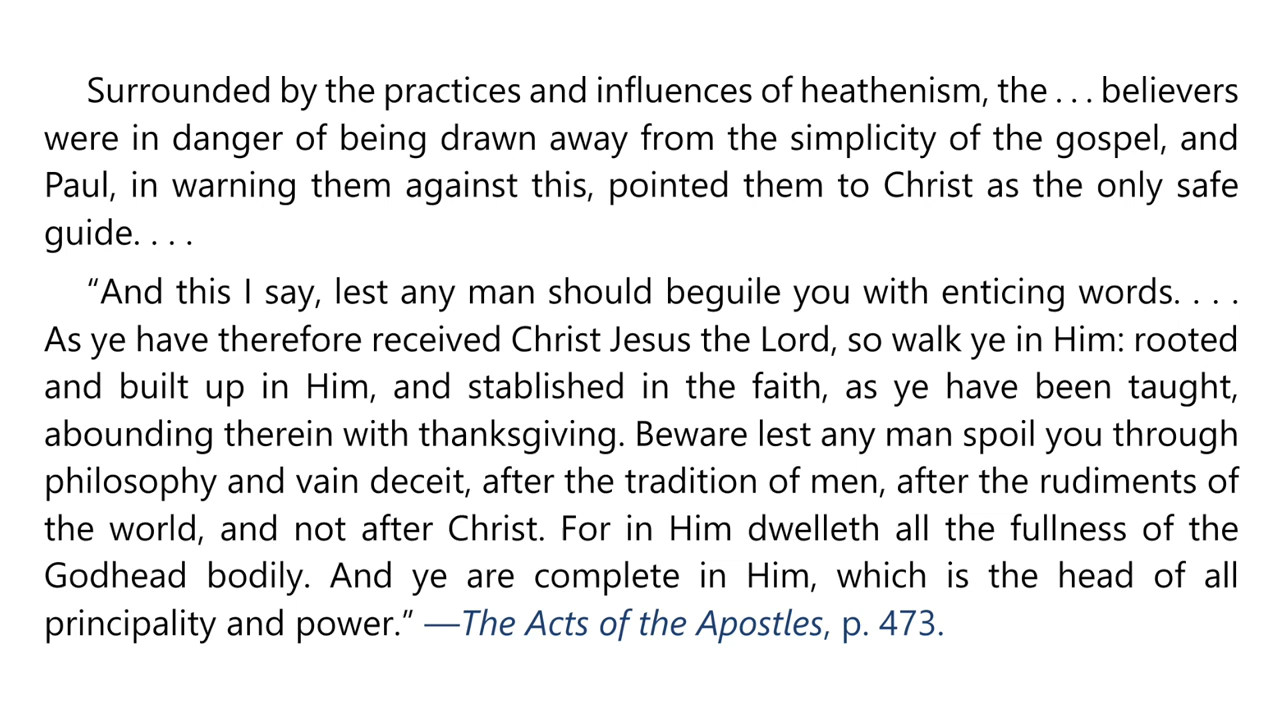 Surrounded by the practices and influences of heathenism, the . . . believers
were in danger of being drawn away from the simplicity of the gospel, and
Paul, in warning them against this, pointed them to Christ as the only safe
guide. . . .
“And this I say, lest any man should beguile you with enticing words. . . .
As ye have therefore received Christ Jesus the Lord, so walk ye in Him: rooted
and built up in Him, and stablished in the faith, as ye have been taught,
abounding therein with thanksgiving. Beware lest any man spoil you through
philosophy and vain deceit, after the tradition of men, after the rudiments of
the world, and not after Christ. For in Him dwelleth all the fullness of the
Godhead bodily. And ye are complete in Him, which is the head of all
principality and power.” —The Acts of the Apostles, p. 473.